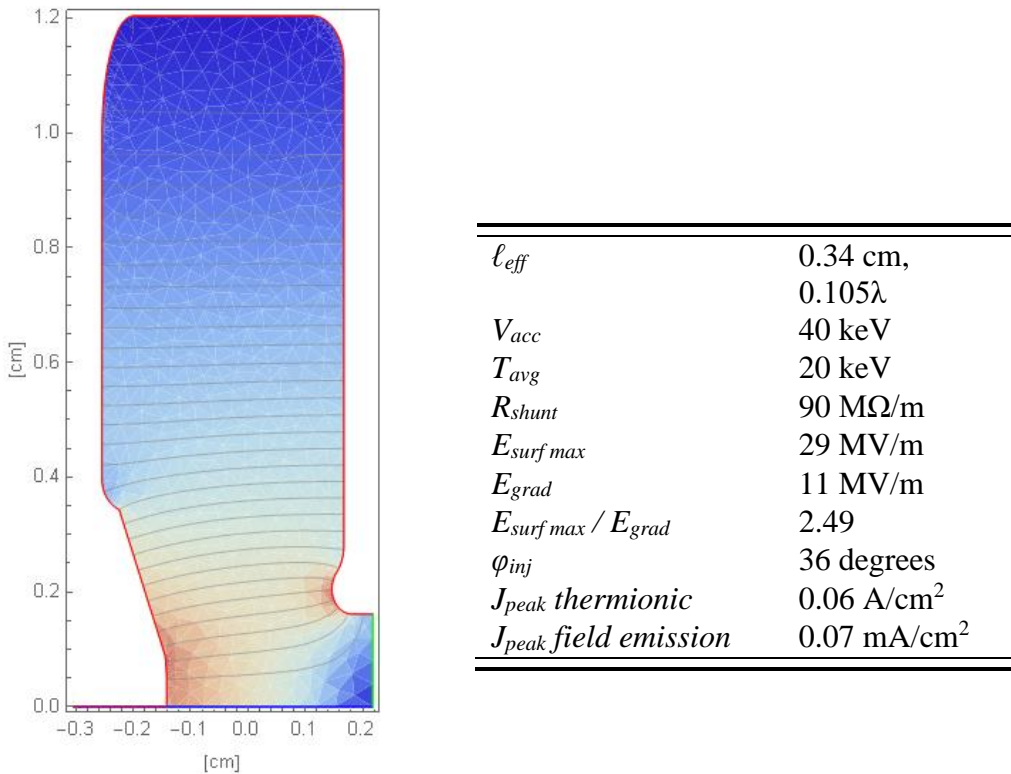 1.2
1.0
0.8
0.6
0.4
0.2
0.0
[cm]
−0.3 −0.2 −0.1 0.0 0.1 0.2
[cm]
ℓeff 0.34 cm,
0.105λ
Vacc 40 keV
Tavg 20 keV
Rshunt 90 MΩ/m
Esurf max 29 MV/m
Egrad 11 MV/m
Esurf max / Egrad 2.49
φinj 36 degrees
Jpeak thermionic 0.06 A/cm²
Jpeak field emission 0.07 mA/cm²